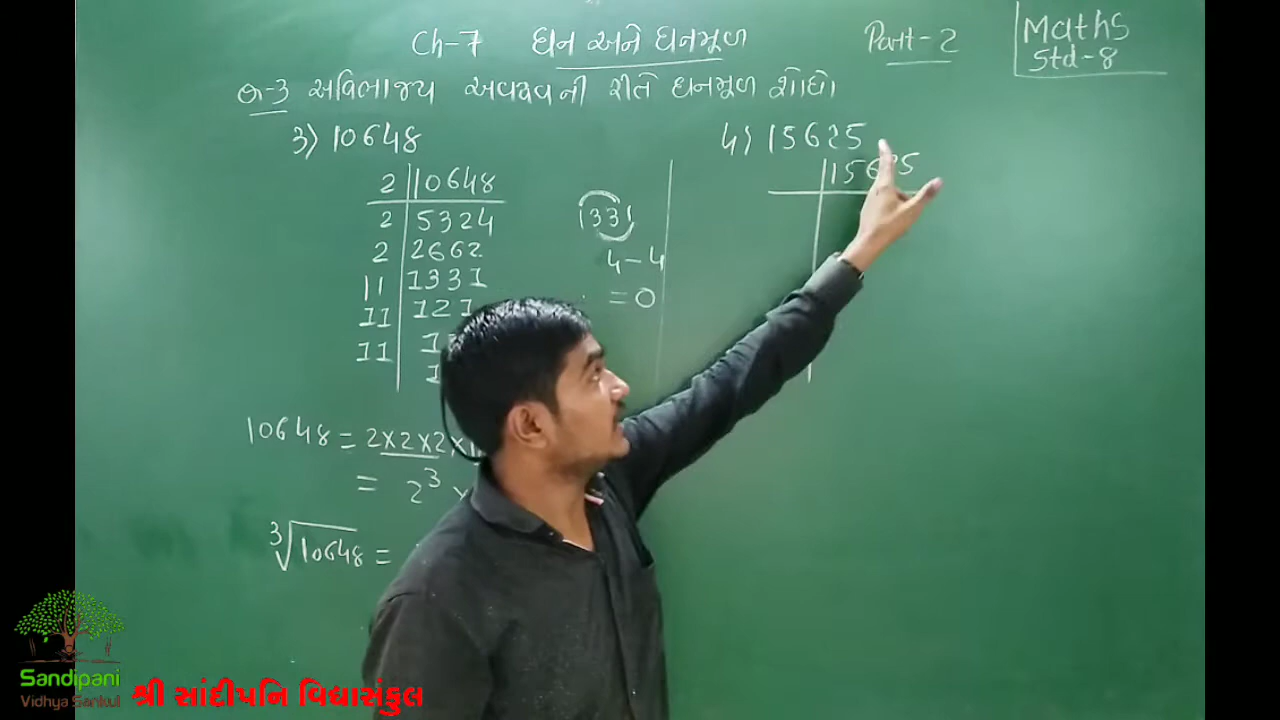 Ch-7 ઘન અને ઘનમૂળ
Part-2
Maths
Std-8
પ્ર-3 અવિભાજ્ય અવયવની રીતે ઘનમૂળ શોધો
3) 10648
2 | 10648
2 | 5324
2 | 2662
11 | 1331
11 | 121
11 |
1331
4-4
=0
10648 = 2×2×2×
= 2³ ×
³√10648 =
4) 15625
15625
Sandipani
Vidhya Sankul
શ્રી સાંદીપનિ વિદ્યાસંકુલ